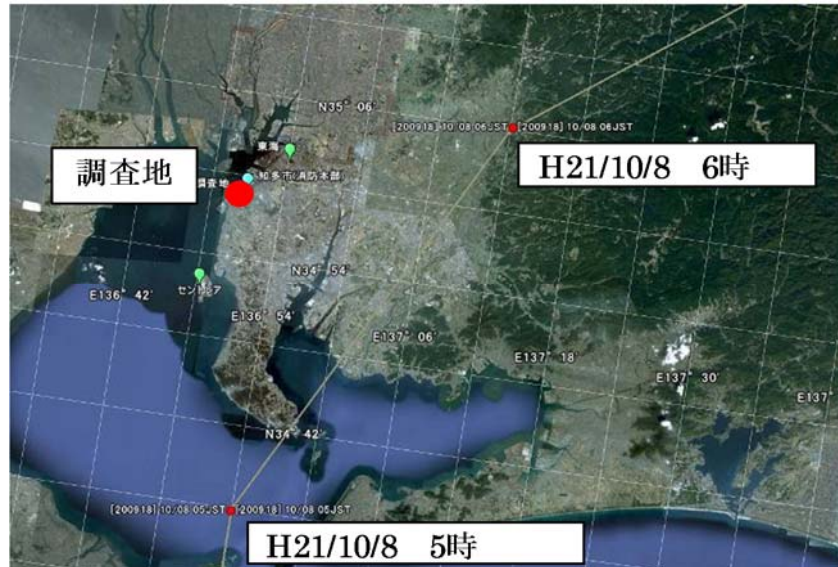 N35° 06'
[200918] 10/08 06JST
[200918] 10/08 06JST
東海
H21/10/8 6時
調査地
知多市(消防本部)
調査地
N34° 54'
E136° 42'
セントレア
E136° 54'
E137° 06'
E137° 18'
E137° 30'
E137°
N34° 42'
[200918] 10/08 05JST
[200918] 10/08 05JST
H21/10/8 5時